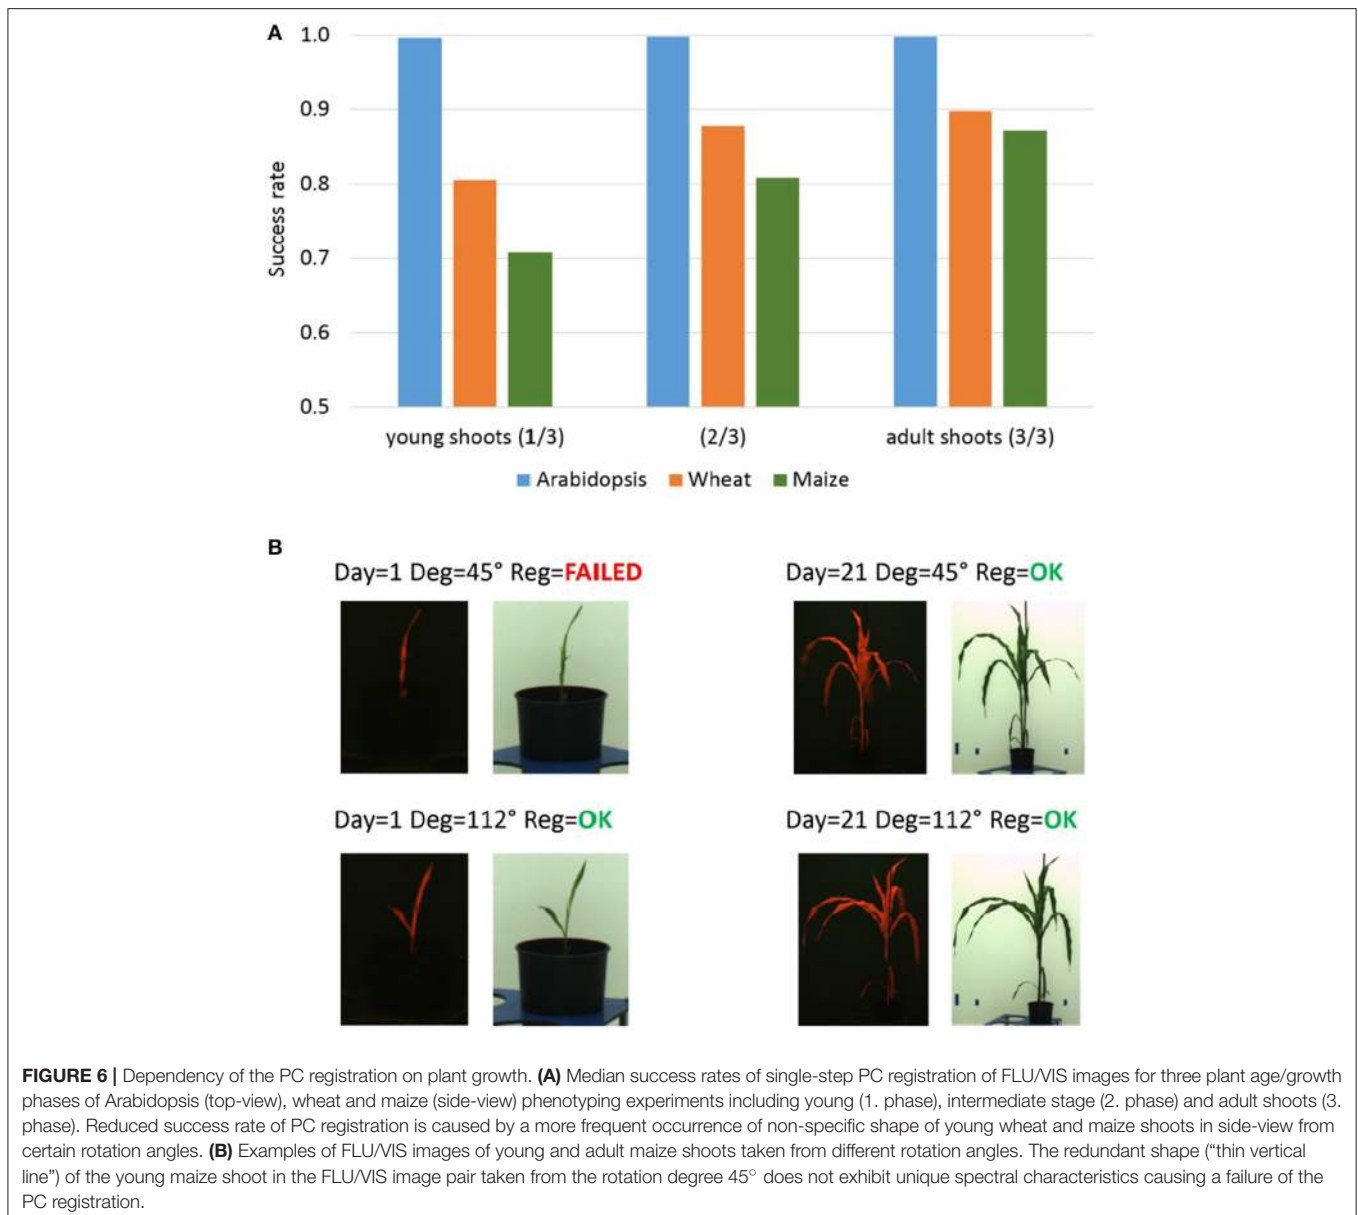 A
1.0
0.9
0.8
0.7
0.6
0.5
Success rate
young shoots (1/3)
(2/3)
adult shoots (3/3)
Arabidopsis Wheat Maize
B
Day=1 Deg=45° Reg=FAILED
Day=21 Deg=45° Reg=OK
Day=1 Deg=112° Reg=OK
Day=21 Deg=112° Reg=OK
FIGURE 6 | Dependency of the PC registration on plant growth. (A) Median success rates of single-step PC registration of FLU/VIS images for three plant age/growth
phases of Arabidopsis (top-view), wheat and maize (side-view) phenotyping experiments including young (1. phase), intermediate stage (2. phase) and adult shoots (3.
phase). Reduced success rate of PC registration is caused by a more frequent occurrence of non-specific shape of young wheat and maize shoots in side-view from
certain rotation angles. (B) Examples of FLU/VIS images of young and adult maize shoots taken from different rotation angles. The redundant shape (“thin vertical
line”) of the young maize shoot in the FLU/VIS image pair taken from the rotation degree 45° does not exhibit unique spectral characteristics causing a failure of the
PC registration.